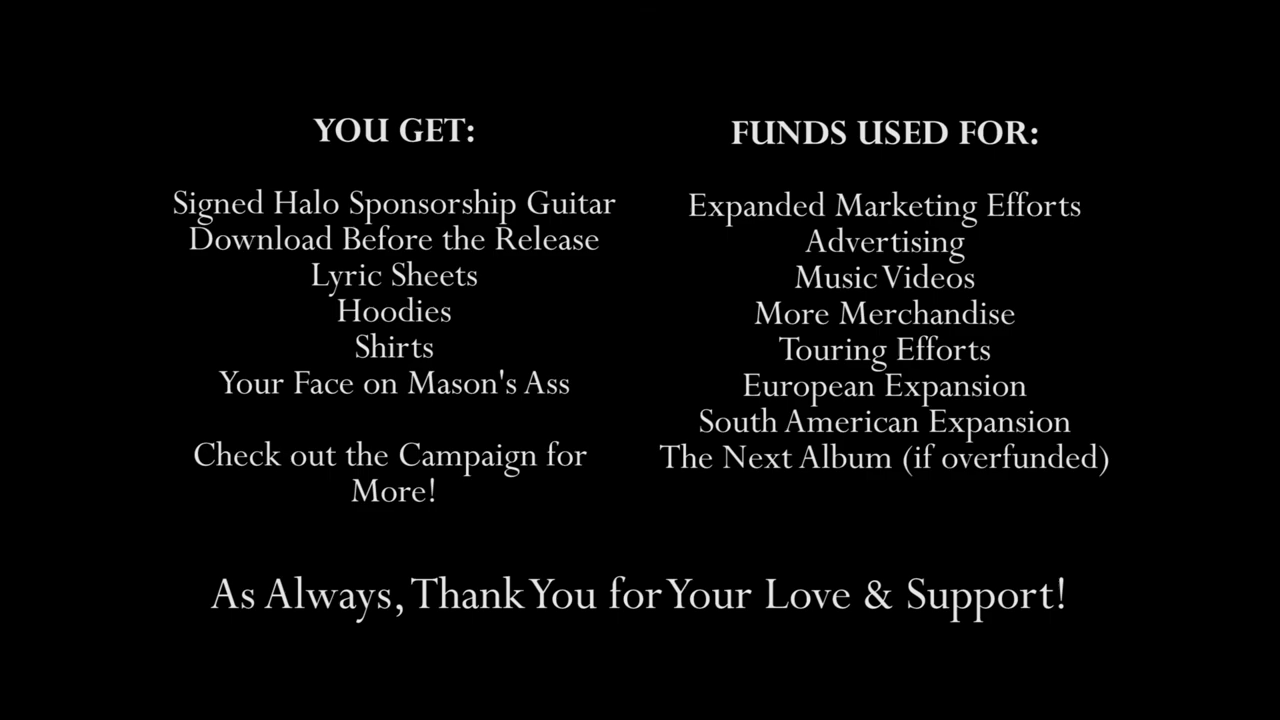 YOU GET:
Signed Halo Sponsorship Guitar
Download Before the Release
Lyric Sheets
Hoodies
Shirts
Your Face on Mason's Ass
Check out the Campaign for
More!
FUNDS USED FOR:
Expanded Marketing Efforts
Advertising
Music Videos
More Merchandise
Touring Efforts
European Expansion
South American Expansion
The Next Album (if overfunded)
As Always, Thank You for Your Love & Support!